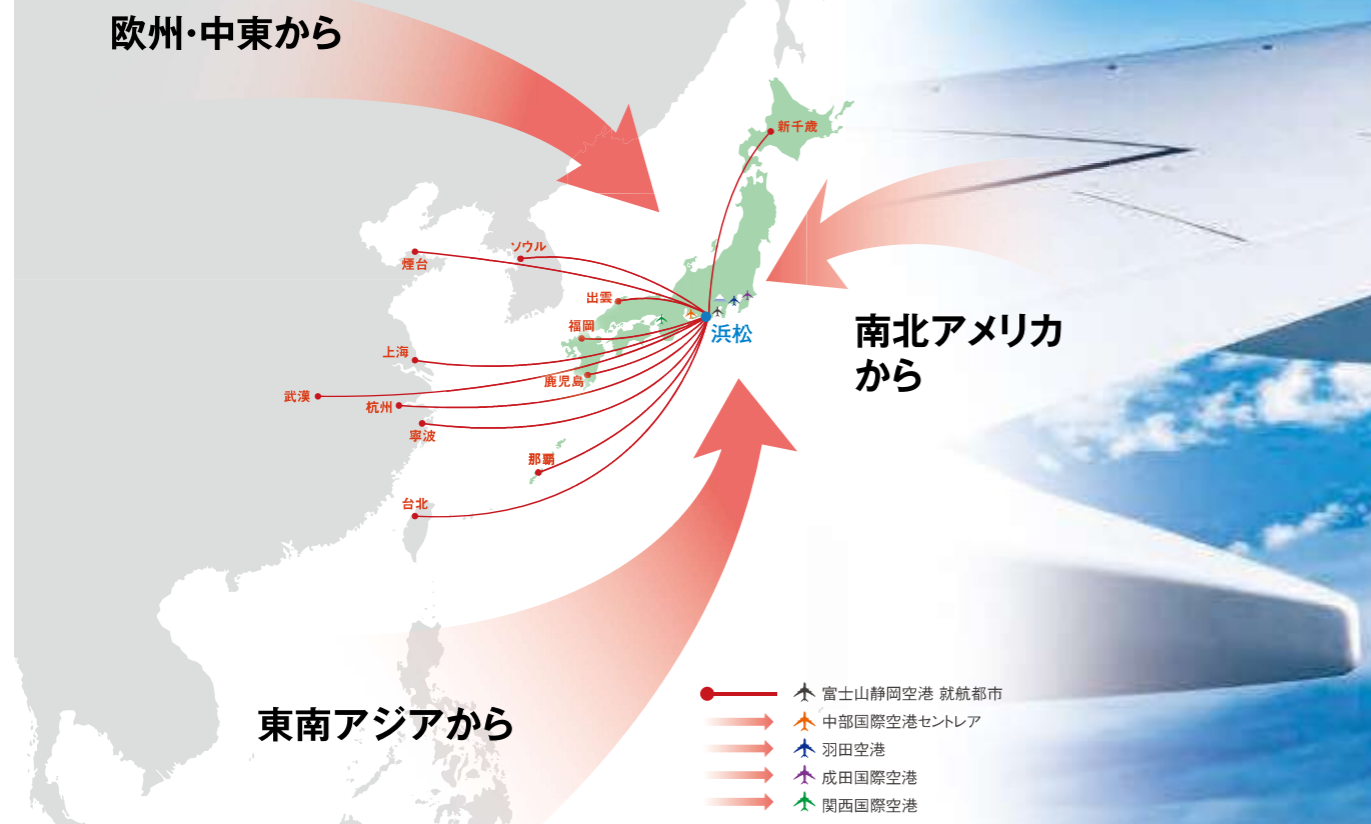 欧州・中東から
新千歳
ソウル
煙台
出雲
福岡
浜松
南北アメリカ
から
上海
鹿児島
武漢
杭州
寧波
那覇
台北
東南アジアから
富士山静岡空港 就航都市
中部国際空港セントレア
羽田空港
成田国際空港
関西国際空港